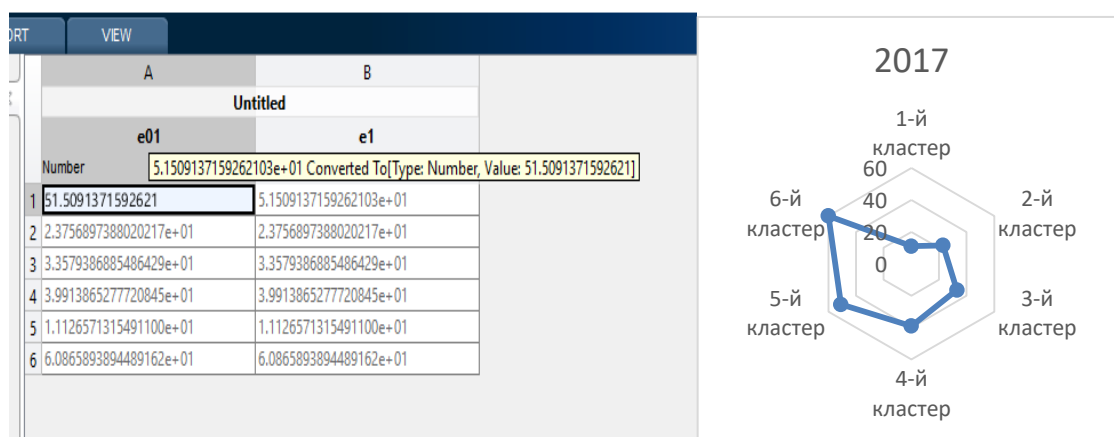 ORT VIEW
A B
Untitled
e01 e1
Number
5.1509137159262103e+01 Converted To[Type: Number, Value: 51.5091371592621]
1 51.5091371592621 5.1509137159262103e+01
2 2.3756897388020217e+01 2.3756897388020217e+01
3 3.3579386885486429e+01 3.3579386885486429e+01
4 3.9913865277720845e+01 3.9913865277720845e+01
5 1.1126571315491100e+01 1.1126571315491100e+01
6 6.0865893894489162e+01 6.0865893894489162e+01
2017
1-й
кластер
60
40
20
0
2-й
кластер
3-й
кластер
4-й
кластер
5-й
кластер
6-й
кластер